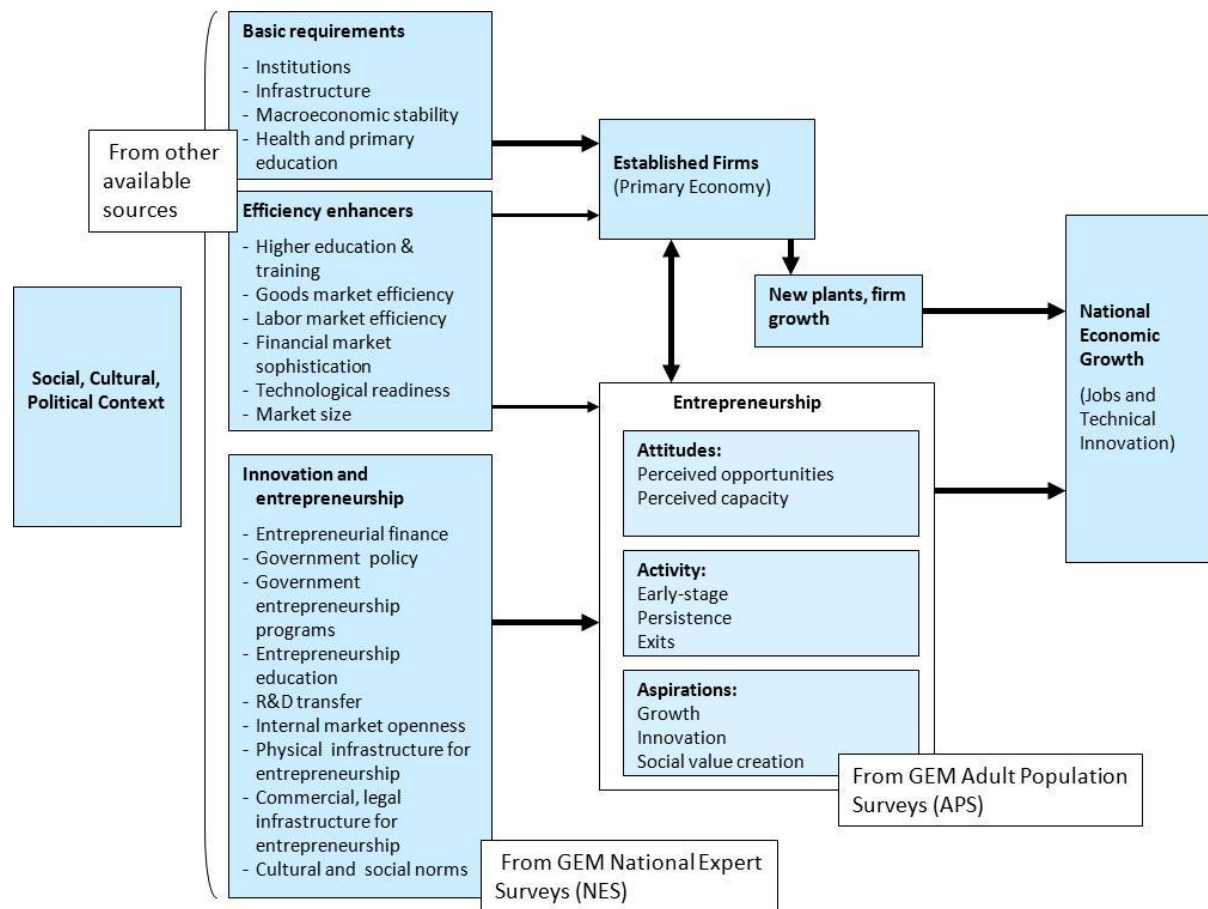 Basic requirements
- Institutions
- Infrastructure
- Macroeconomic stability
- Health and primary
education
From other
available
sources
Efficiency enhancers
- Higher education &
training
- Goods market efficiency
- Labor market efficiency
- Financial market
sophistication
- Technological readiness
- Market size
Social, Cultural,
Political Context
Innovation and
entrepreneurship
- Entrepreneurial finance
- Government policy
- Government
entrepreneurship
programs
- Entrepreneurship
education
- R&D transfer
- Internal market openness
- Physical infrastructure for
entrepreneurship
- Commercial, legal
infrastructure for
entrepreneurship
- Cultural and social norms
From GEM National Expert
Surveys (NES)
Established Firms
(Primary Economy)
New plants, firm
growth
Entrepreneurship
Attitudes:
Perceived opportunities
Perceived capacity
Activity:
Early-stage
Persistence
Exits
Aspirations:
Growth
Innovation
Social value creation
From GEM Adult Population
Surveys (APS)
National
Economic
Growth
(Jobs and
Technical
Innovation)